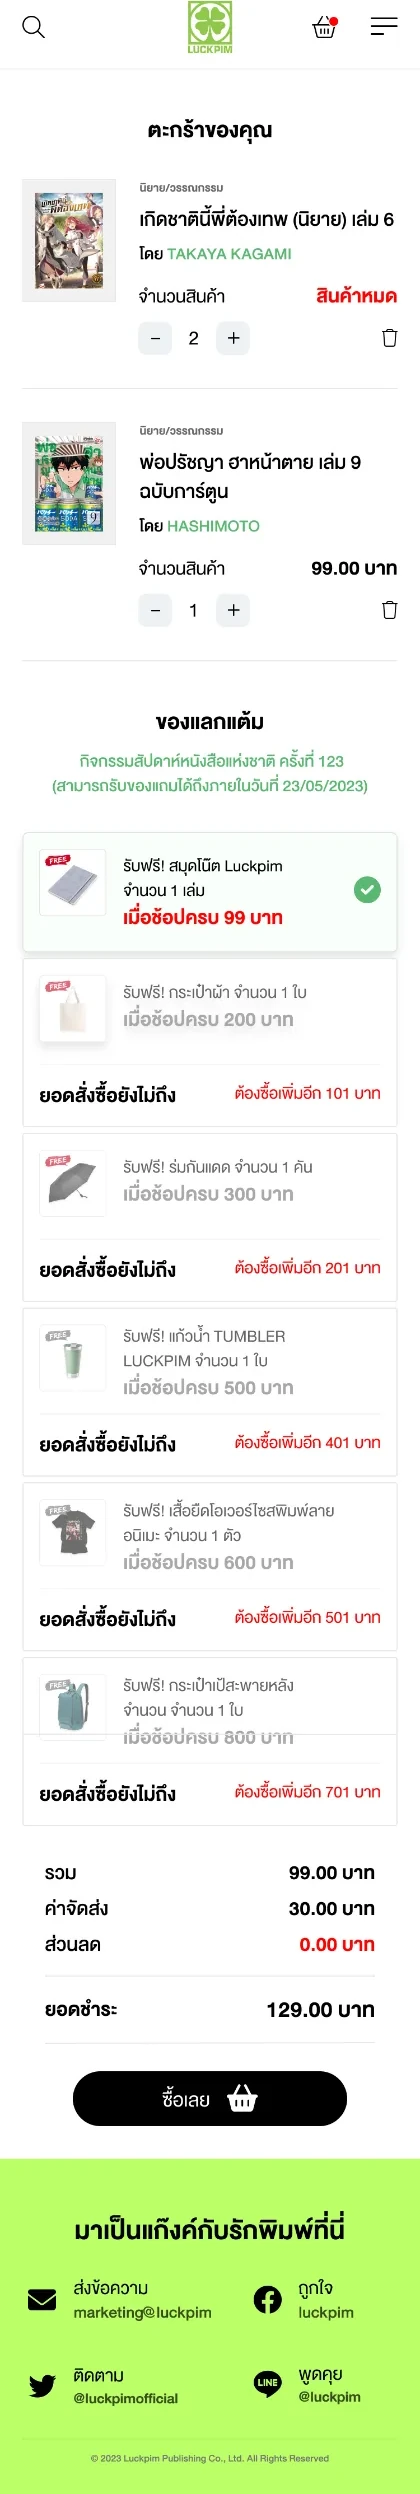 LUCKPIM
ตะกร้าของคุณ
นิยาย/วรรณกรรม
เกิดชาตินี้พี่ต้องเทพ (นิยาย) เล่ม 6
โดย TAKAYA KAGAMI
จำนวนสินค้า
สินค้าหมด
- 2 +
นิยาย/วรรณกรรม
พ่อปรัชญา ฮาหน้าตาย เล่ม 9
ฉบับการ์ตูน
โดย HASHIMOTO
จำนวนสินค้า
99.00 บาท
- 1 +
ของแลกแต้ม
กิจกรรมสัปดาห์หนังสือแห่งชาติ ครั้งที่ 123
(สามารถรับของแถมได้ถึงภายในวันที่ 23/05/2023)
FREE
รับฟรี! สมุดโน๊ต Luckpim
จำนวน 1 เล่ม
เมื่อช้อปครบ 99 บาท
FREE
รับฟรี! กระเป๋าผ้า จำนวน 1 ใบ
เมื่อช้อปครบ 200 บาท
ยอดสั่งซื้อยังไม่ถึง
ต้องซื้อเพิ่มอีก 101 บาท
FREE
รับฟรี! ร่มกันแดด จำนวน 1 คัน
เมื่อช้อปครบ 300 บาท
ยอดสั่งซื้อยังไม่ถึง
ต้องซื้อเพิ่มอีก 201 บาท
FREE
รับฟรี! แก้วน้ำ TUMBLER
LUCKPIM จำนวน 1 ใบ
เมื่อช้อปครบ 500 บาท
ยอดสั่งซื้อยังไม่ถึง
ต้องซื้อเพิ่มอีก 401 บาท
FREE
รับฟรี! เสื้อยืดโอเวอร์ไซสพิมพ์ลาย
อนิเมะ จำนวน 1 ตัว
เมื่อช้อปครบ 600 บาท
ยอดสั่งซื้อยังไม่ถึง
ต้องซื้อเพิ่มอีก 501 บาท
FREE
รับฟรี! กระเป๋าเป้สะพายหลัง
จำนวน จำนวน 1 ใบ
เมื่อช้อปครบ 800 บาท
ยอดสั่งซื้อยังไม่ถึง
ต้องซื้อเพิ่มอีก 701 บาท
รวม
99.00 บาท
ค่าจัดส่ง
30.00 บาท
ส่วนลด
0.00 บาท
ยอดชำระ
129.00 บาท
ซื้อเลย
มาเป็นแก๊งค์กับรักพิมพ์ที่นี่
ส่งข้อความ
marketing@luckpim
ถูกใจ
luckpim
ติดตาม
@luckpimofficial
LINE
พูดคุย
@luckpim
© 2023 Luckpim Publishing Co., Ltd. All Rights Reserved